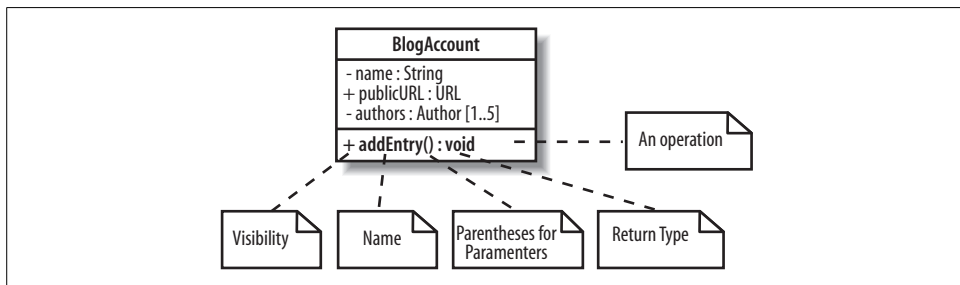 BlogAccount
- name : String
+ publicURL : URL
- authors : Author [1..5]
+ addEntry() : void
An operation
Visibility
Name
Parentheses for
Paramenters
Return Type